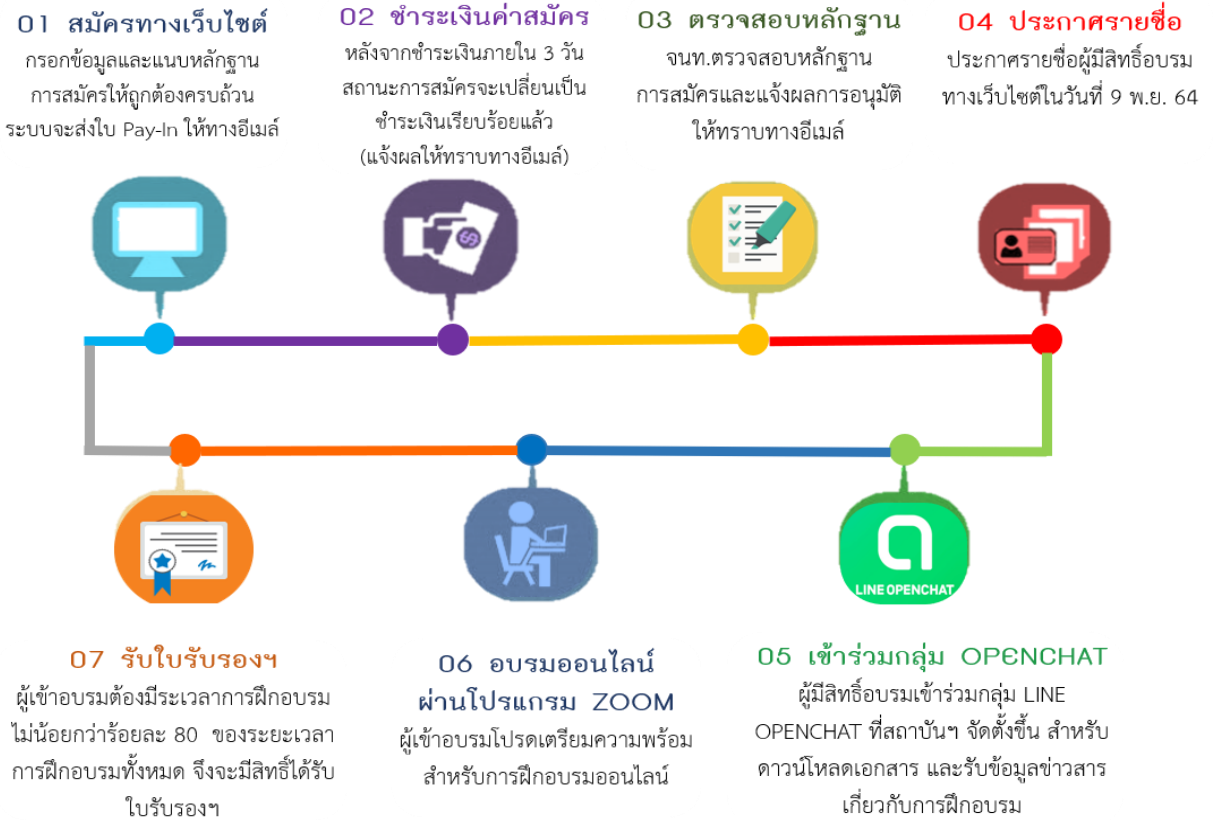 01 สมัครทางเว็บไซต์
กรอกข้อมูลและแนบหลักฐาน
การสมัครให้ถูกต้องครบถ้วน
ระบบจะส่งใบ Pay-In ให้ทางอีเมล์
02 ชำระเงินค่าสมัคร
หลังจากชำระเงินภายใน 3 วัน
สถานะการสมัครจะเปลี่ยนเป็น
ชำระเงินเรียบร้อยแล้ว
(แจ้งผลให้ทราบทางอีเมล์)
03 ตรวจสอบหลักฐาน
จนท.ตรวจสอบหลักฐาน
การสมัครและแจ้งผลการอนุมัติ
ให้ทราบทางอีเมล์
04 ประกาศรายชื่อ
ประกาศรายชื่อผู้มีสิทธิ์อบรม
ทางเว็บไซต์ในวันที่ 9 พ.ย. 64
LINE OPENCHAT
05 เข้าร่วมกลุ่ม OPENCHAT
ผู้มีสิทธิ์อบรมเข้าร่วมกลุ่ม LINE
OPENCHAT ที่สถาบันฯ จัดตั้งขึ้น สำหรับ
ดาวน์โหลดเอกสาร และรับข้อมูลข่าวสาร
เกี่ยวกับการฝึกอบรม
06 อบรมออนไลน์
ผ่านโปรแกรม ZOOM
ผู้เข้าอบรมโปรดเตรียมความพร้อม
สำหรับการฝึกอบรมออนไลน์
07 รับใบรับรองฯ
ผู้เข้าอบรมต้องมีระเวลาการฝึกอบรม
ไม่น้อยกว่าร้อยละ 80 ของระยะเวลา
การฝึกอบรมทั้งหมด จึงจะมีสิทธิ์ได้รับ
ใบรับรองฯ